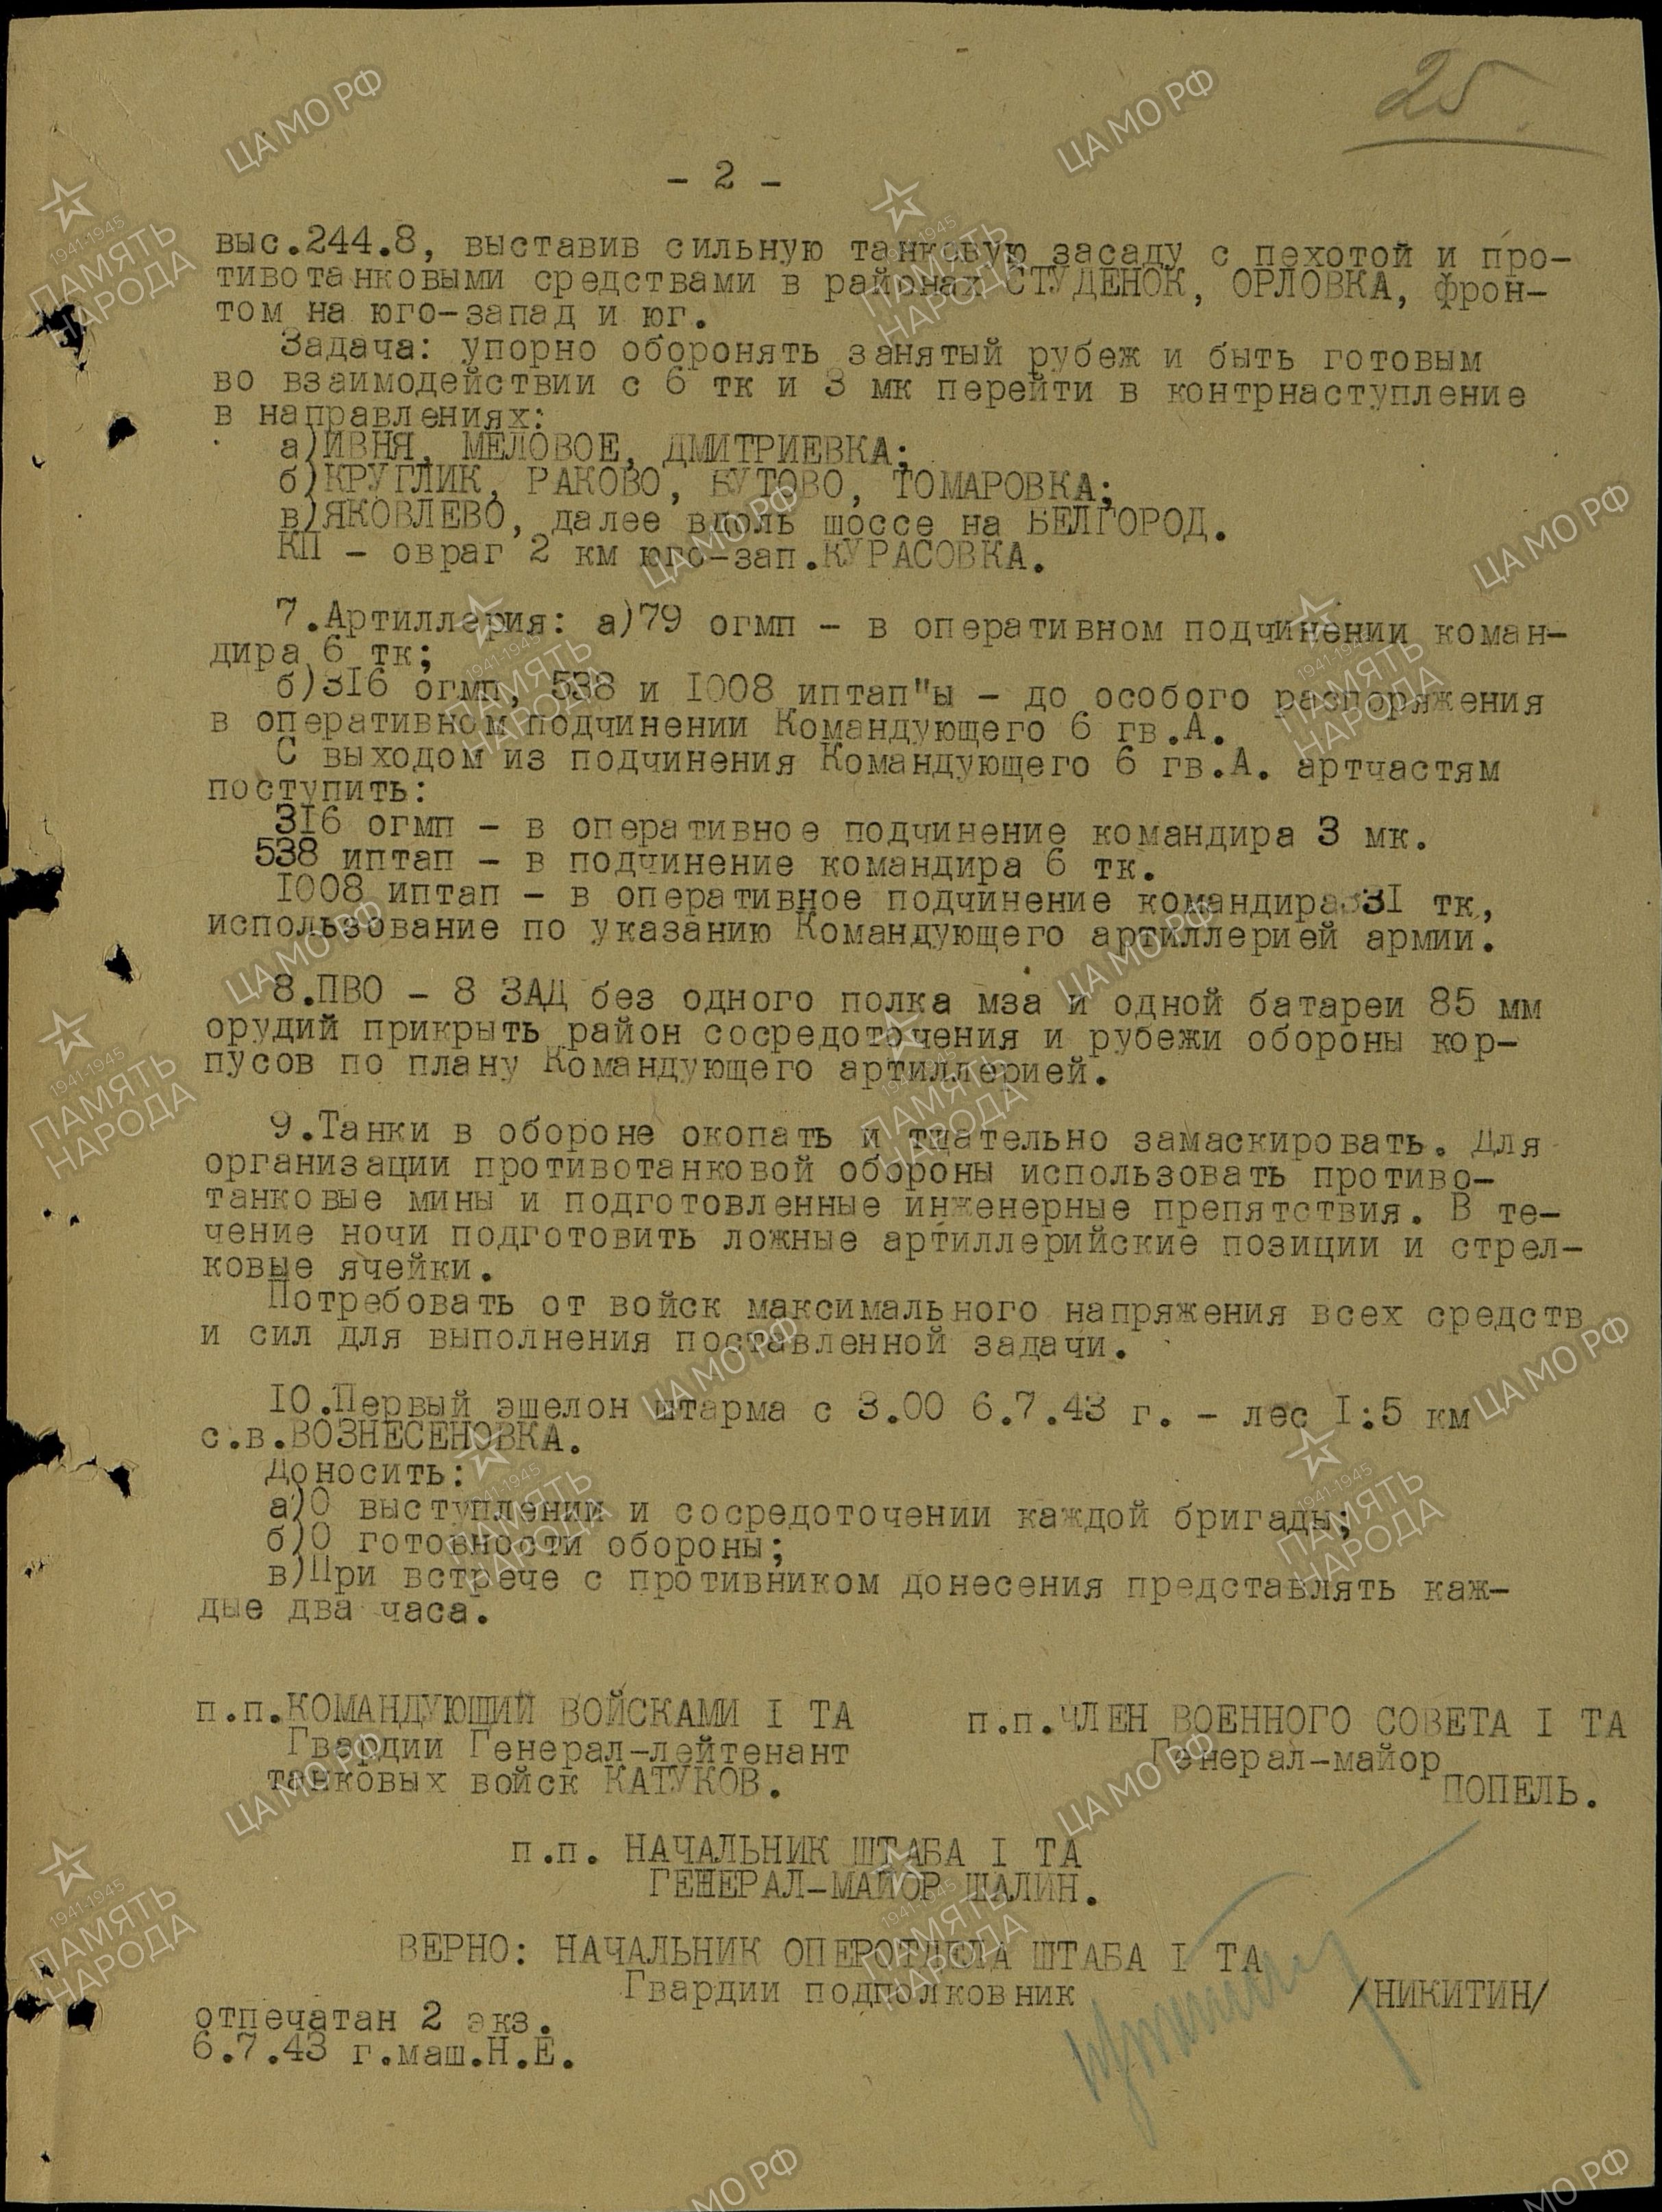 25
- 2 -
выс.244.8, выставив сильную танковую засаду с пехотой и про-
тивотанковыми средствами в районах СТУДЕНОК, ОРЛОВКА, фрон-
том на юго-запад и юг.
Задача: упорно оборонять занятый рубеж и быть готовым
во взаимодействии с 6 тк и 3 мк перейти в контрнаступление
в направлениях:
а)ИВНЯ, МЕЛОВОЕ, ДМИТРИЕВКА;
б)КРУГЛИК, РАКОВО, БУТОВО, ТОМАРОВКА;
в)ЯКОВЛЕВО, далее вдоль шоссе на БЕЛГОРОД.
КП - овраг 2 км юго-зап.КУРАСОВКА.
7.Артиллерия: а)79 огмп - в оперативном подчинении коман-
дира 6 тк;
б)316 огмп, 538 и 1008 иптап"ы - до особого распоряжения
в оперативном подчинении Командующего 6 гв.А.
С выходом из подчинения Командующего 6 гв.А. артчастям
поступить:
316 огмп - в оперативное подчинение командира 3 мк.
538 иптап - в подчинение командира 6 тк.
1008 иптап - в оперативное подчинение командира 31 тк,
использование по указанию Командующего артиллерией армии.
8.ПВО - 8 ЗАД без одного полка мза и одной батареи 85 мм
орудий прикрыть район сосредоточения и рубежи обороны кор-
пусов по плану Командующего артиллерией.
9.Танки в обороне окопать и тщательно замаскировать. Для
организации противотанковой обороны использовать противо-
танковые мины и подготовленные инженерные препятствия. В те-
чение ночи подготовить ложные артиллерийские позиции и стрел-
ковые ячейки.
Потребовать от войск максимального напряжения всех средств
и сил для выполнения поставленной задачи.
10.Первый эшелон штарма с 3.00 6.7.43 г. - лес 1:5 км
с.в.ВОЗНЕСЕНОВКА.
Доносить:
а)О выступлении и сосредоточении каждой бригады;
б)О готовности обороны;
в)При встрече с противником донесения представлять каж-
дые два часа.
п.п.КОМАНДУЮЩИЙ ВОЙСКАМИ I ТА
Гвардии Генерал-лейтенант
танковых войск КАТУКОВ.
п.п.ЧЛЕН ВОЕННОГО СОВЕТА I ТА
Генерал-майор
ПОПЕЛЬ.
п.п. НАЧАЛЬНИК ШТАБА I ТА
ГЕНЕРАЛ-МАЙОР ШАЛИН.
ВЕРНО: НАЧАЛЬНИК ОПЕРОТДЕЛА ШТАБА I ТА
Гвардии подполковник /НИКИТИН/
отпечатан 2 экз.
6.7.43 г.маш.Н.Е.
ЦА МО РФ
1941-1945
ПАМЯТЬ
НАРОДА